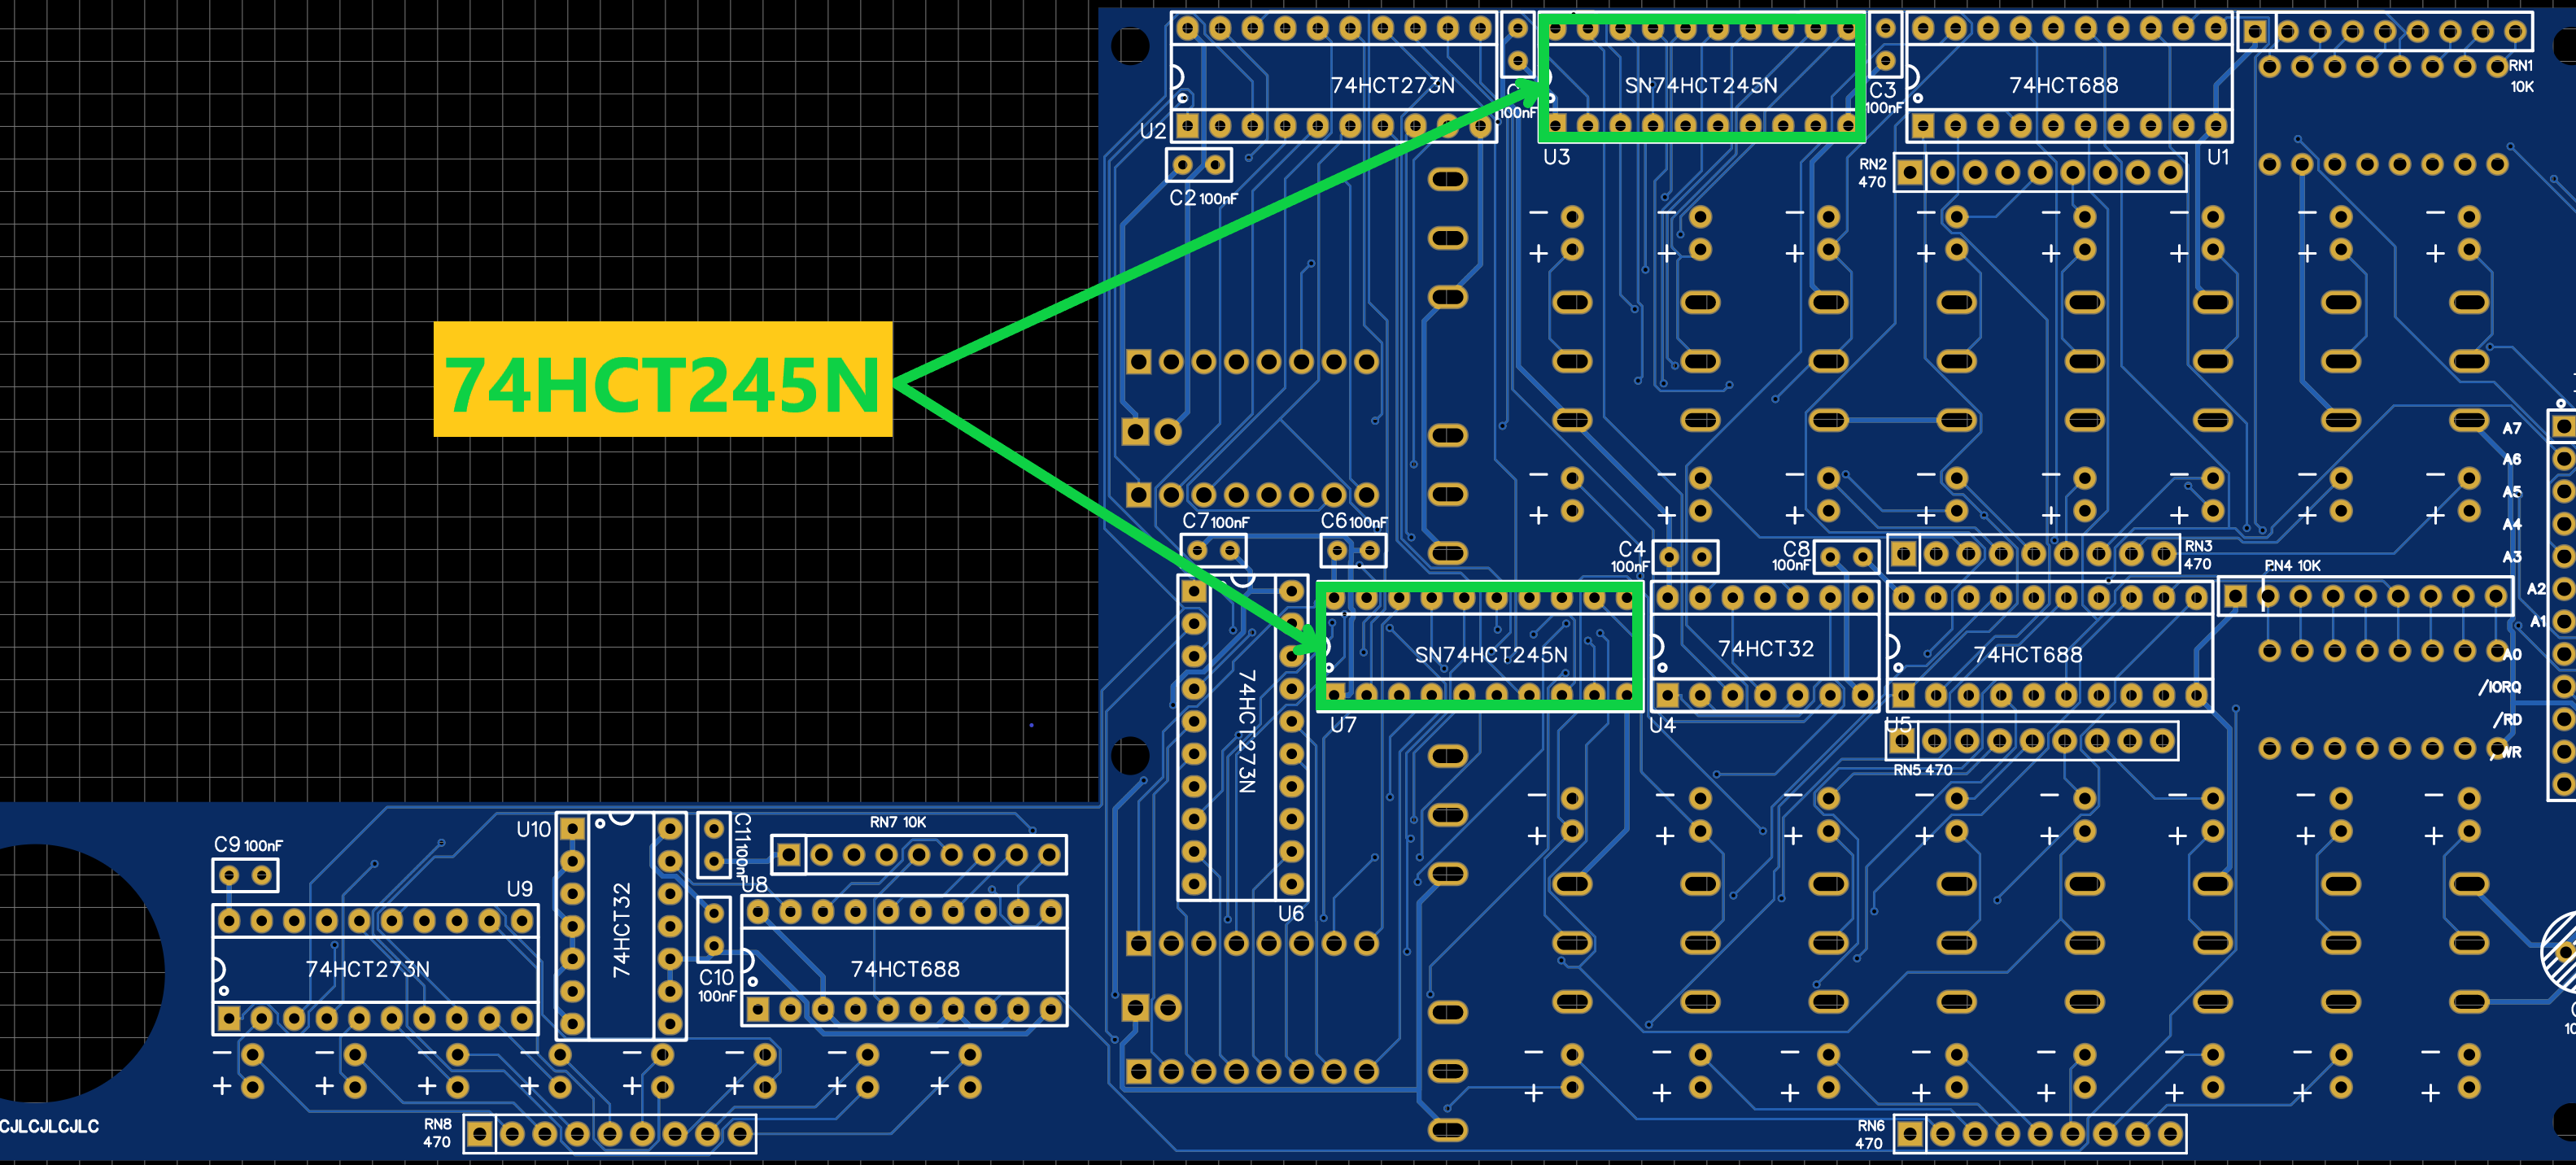 74HCT273N
SN74HCT245N
74HCT688
RN1
10K
C3
100nF
100nF
U2
U3
U1
C2 100nF
RN2
470
74HCT245N
A7
A6
A5
A4
A3
A2
A1
A0
/IORQ
/RD
C7 100nF
C6 100nF
C4
100nF
C8
100nF
RN3
470
RN4 10K
74HCT273N
SN74HCT245N
74HCT32
74HCT688
U7
U4
U5
RN5 470
U6
C9 100nF
U9
U10
74HCT32
C11 100nF
RN7 10K
U8
74HCT273N
C10
100nF
74HCT688
RN8
470
RN6
470
CJLCJLCJLC